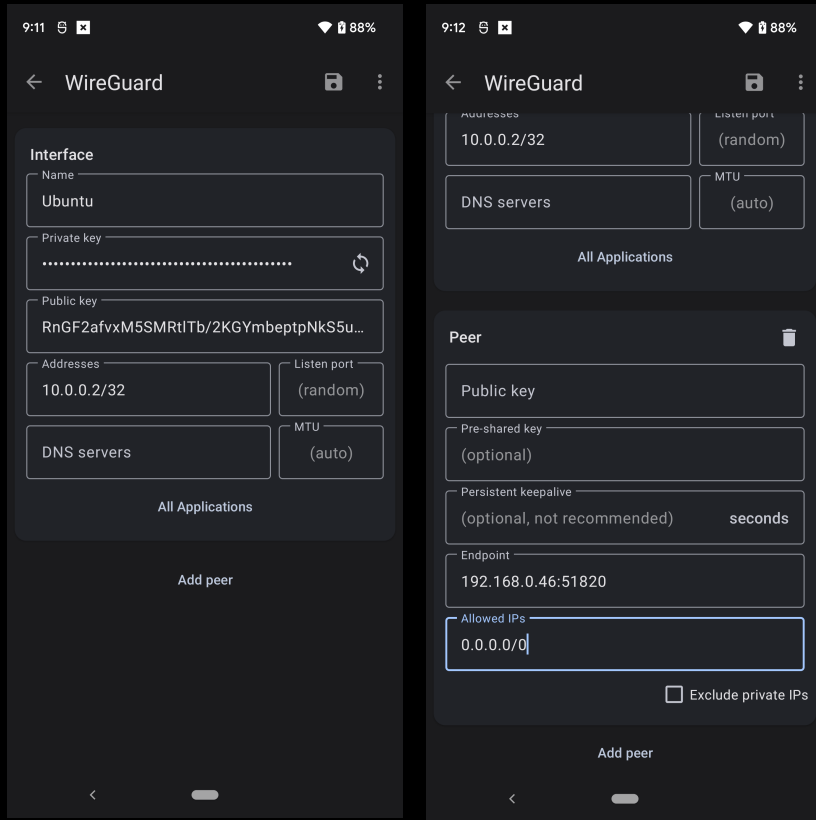 9:11 88%
WireGuard
Interface
Name
Ubuntu
Private key
••••••••••••••••••••••••••••••••••••••••••••
Public key
RnGF2afvxM5SMRtlTb/2KGYmbeptpNkS5u...
Addresses Listen port
10.0.0.2/32 (random)
MTU
DNS servers (auto)
All Applications
Add peer
9:12 88%
WireGuard
Addresses Listen port
10.0.0.2/32 (random)
MTU
DNS servers (auto)
All Applications
Peer
Public key
Pre-shared key
(optional)
Persistent keepalive
(optional, not recommended) seconds
Endpoint
192.168.0.46:51820
Allowed IPs
0.0.0.0/0
Exclude private IPs
Add peer